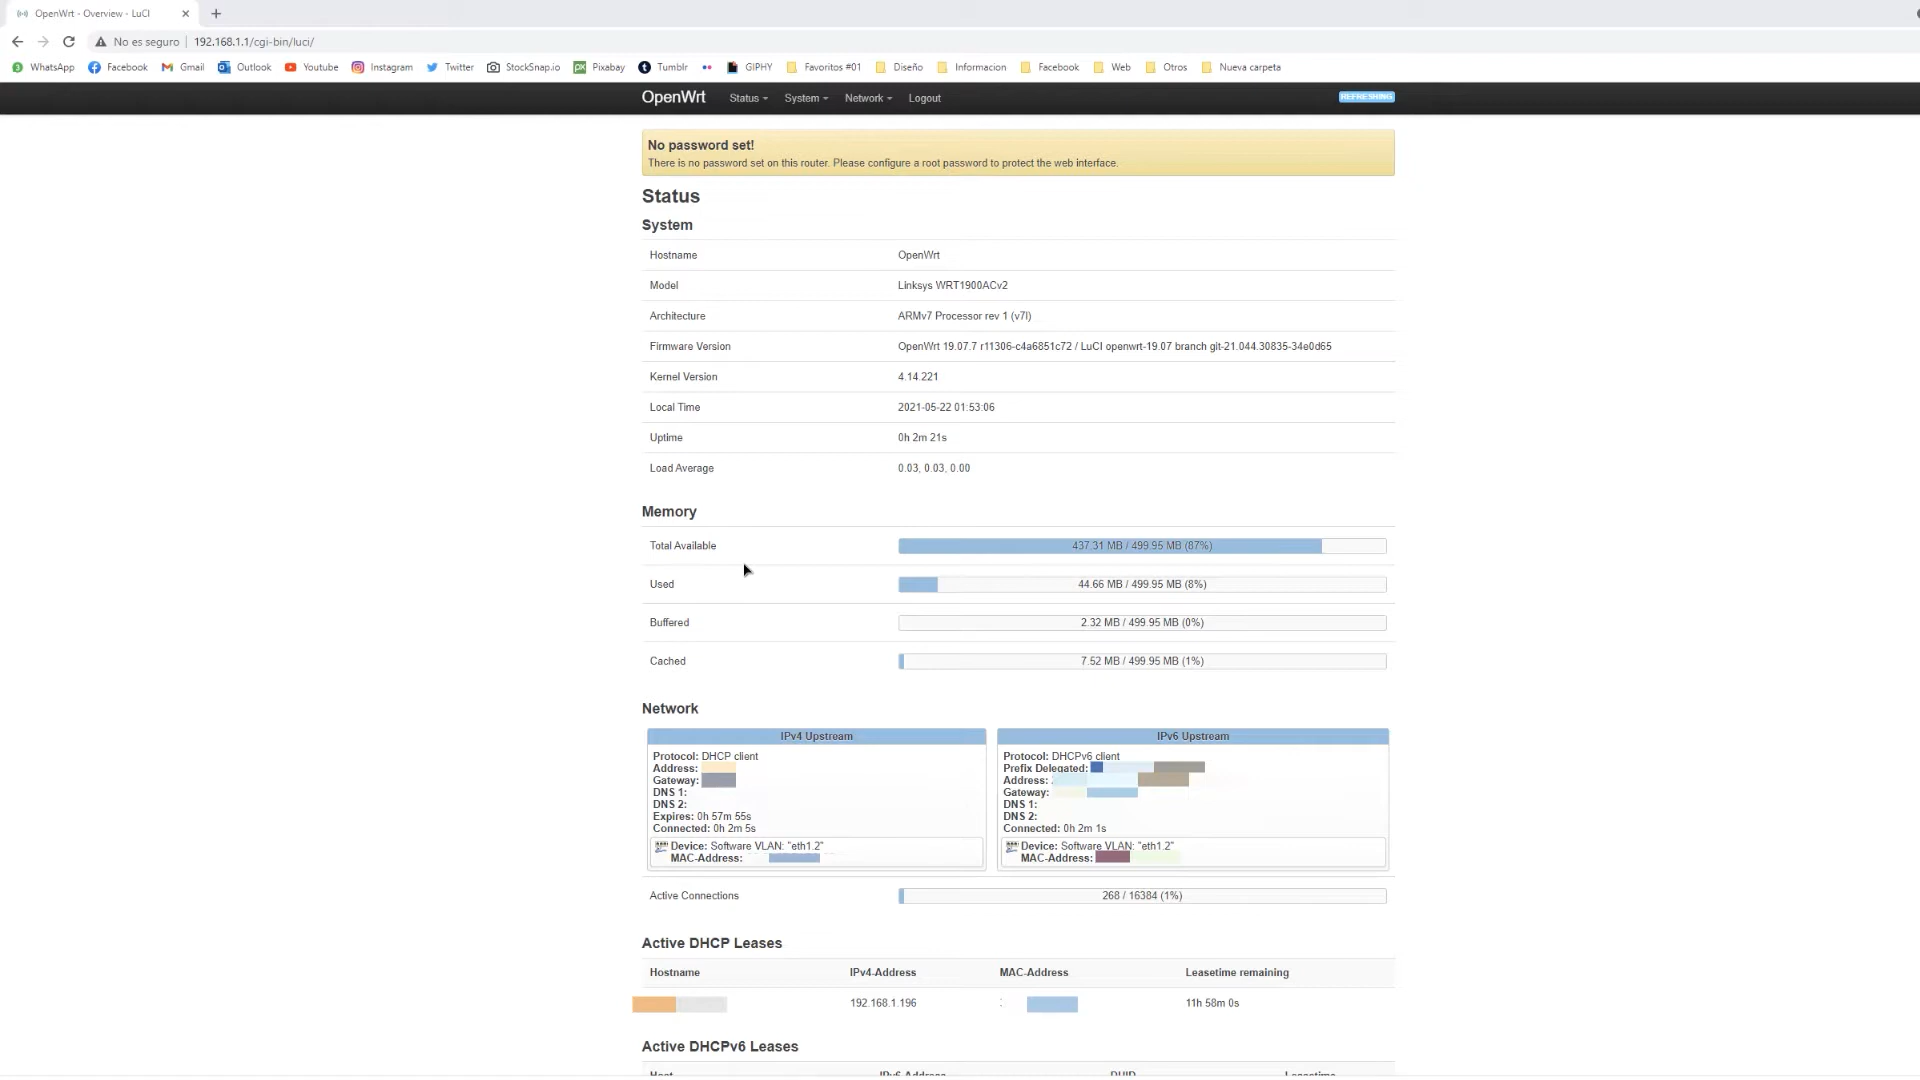 OpenWrt - Overview - LuCI
No es seguro
192.168.1.1/cgi-bin/luci/
WhatsApp Facebook Gmail Outlook Youtube Instagram Twitter StockSnap.io Pixabay Tumblr GIPHY Favoritos #01 Diseño Informacion Facebook Web Otros Nueva carpeta
OpenWrt Status System Network Logout REFRESHING
No password set!
There is no password set on this router. Please configure a root password to protect the web interface.
Status
System
Hostname OpenWrt
Model Linksys WRT1900ACv2
Architecture ARMv7 Processor rev 1 (v7l)
Firmware Version OpenWrt 19.07.7 r11306-c4a6851c72 / LuCI openwrt-19.07 branch git-21.044.30835-34e0d65
Kernel Version 4.14.221
Local Time 2021-05-22 01:53:06
Uptime 0h 2m 21s
Load Average 0.03, 0.03, 0.00
Memory
Total Available 437.31 MB / 499.95 MB (87%)
Used 44.66 MB / 499.95 MB (8%)
Buffered 2.32 MB / 499.95 MB (0%)
Cached 7.52 MB / 499.95 MB (1%)
Network
IPv4 Upstream
Protocol: DHCP client
Address:
Gateway:
DNS 1:
DNS 2:
Expires: 0h 57m 55s
Connected: 0h 2m 5s
Device: Software VLAN: "eth1.2"
MAC-Address:
IPv6 Upstream
Protocol: DHCPv6 client
Prefix Delegated:
Address:
Gateway:
DNS 1:
DNS 2:
Connected: 0h 2m 1s
Device: Software VLAN: "eth1.2"
MAC-Address:
Active Connections 268 / 16384 (1%)
Active DHCP Leases
Hostname IPv4-Address MAC-Address Leasetime remaining
192.168.1.196 11h 58m 0s
Active DHCPv6 Leases
Host IPv6-Address DUID Leasetime